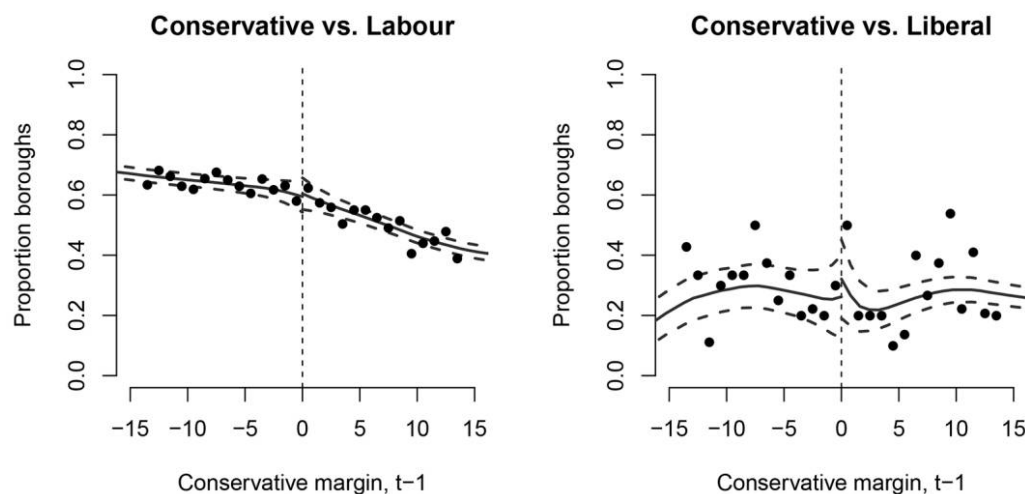 Conservative vs. Labour
Proportion boroughs
1.0
0.8
0.6
0.4
0.2
0.0
−15 −10 −5 0 5 10 15
Conservative margin, t−1
Conservative vs. Liberal
Proportion boroughs
1.0
0.8
0.6
0.4
0.2
0.0
−15 −10 −5 0 5 10 15
Conservative margin, t−1